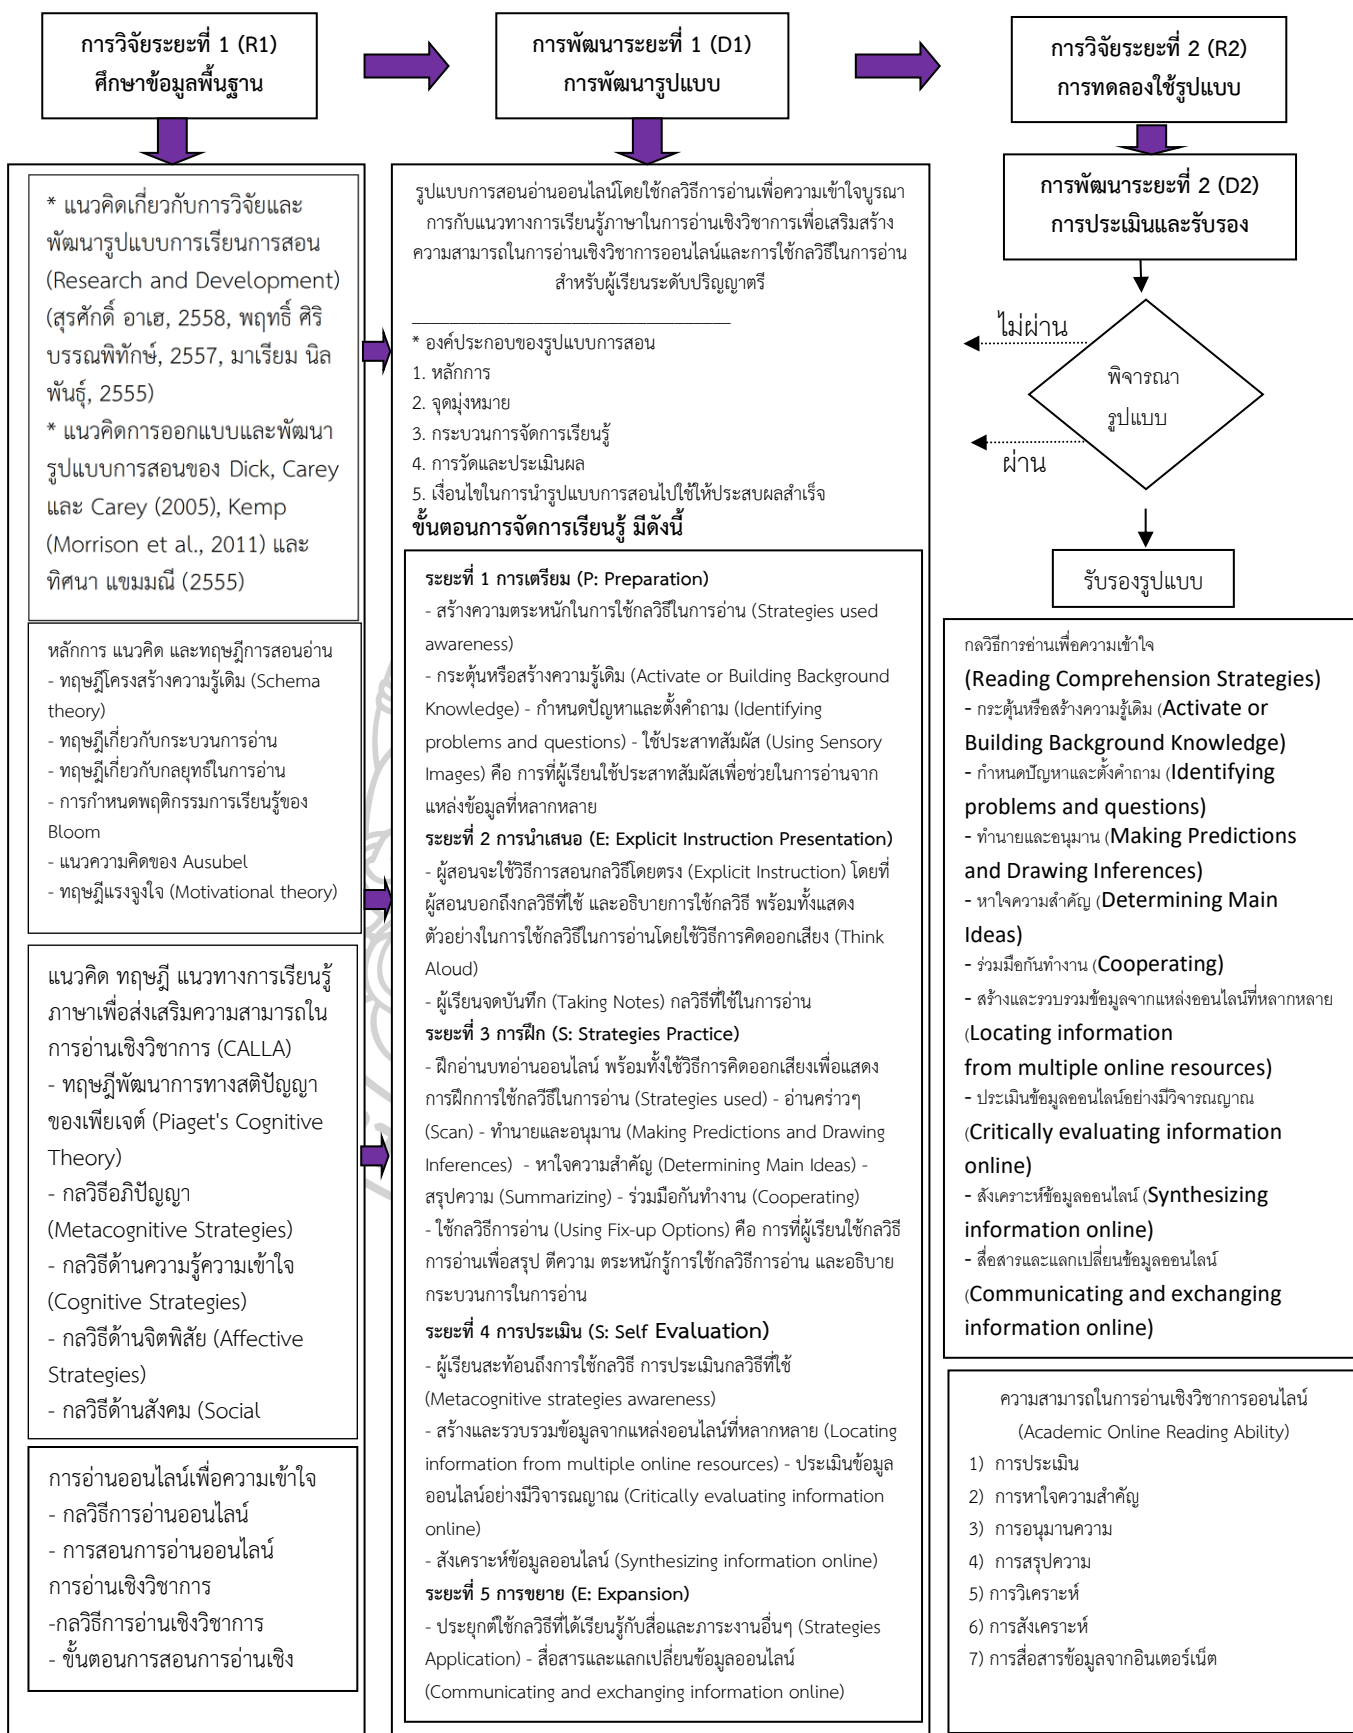 การวิจัยระยะที่ 1 (R1)
ศึกษาข้อมูลพื้นฐาน
การพัฒนาระยะที่ 1 (D1)
การพัฒนารูปแบบ
การวิจัยระยะที่ 2 (R2)
การทดลองใช้รูปแบบ
* แนวคิดเกี่ยวกับการวิจัยและ
พัฒนารูปแบบการเรียนการสอน
(Research and Development)
(สุรศักดิ์ อาเฮ, 2558, พฤทธิ์ ศิริ
บรรณพิทักษ์, 2557, มาเรียม นิล
พันธุ์, 2555)
* แนวคิดการออกแบบและพัฒนา
รูปแบบการสอนของ Dick, Carey
และ Carey (2005), Kemp
(Morrison et al., 2011) และ
ทิศนา แขมมณี (2555)
หลักการ แนวคิด และทฤษฎีการสอนอ่าน
- ทฤษฎีโครงสร้างความรู้เดิม (Schema
theory)
- ทฤษฎีเกี่ยวกับกระบวนการอ่าน
- ทฤษฎีเกี่ยวกับกลยุทธ์ในการอ่าน
- การกำหนดพฤติกรรมการเรียนรู้ของ
Bloom
- แนวความคิดของ Ausubel
- ทฤษฎีแรงจูงใจ (Motivational theory)
แนวคิด ทฤษฎี แนวทางการเรียนรู้
ภาษาเพื่อส่งเสริมความสามารถใน
การอ่านเชิงวิชาการ (CALLA)
- ทฤษฎีพัฒนาการทางสติปัญญา
ของเพียเจต์ (Piaget's Cognitive
Theory)
- กลวิธีอภิปัญญา
(Metacognitive Strategies)
- กลวิธีด้านความรู้ความเข้าใจ
(Cognitive Strategies)
- กลวิธีด้านจิตพิสัย (Affective
Strategies)
- กลวิธีด้านสังคม (Social
การอ่านออนไลน์เพื่อความเข้าใจ
- กลวิธีการอ่านออนไลน์
- การสอนการอ่านออนไลน์
การอ่านเชิงวิชาการ
-กลวิธีการอ่านเชิงวิชาการ
- ขั้นตอนการสอนการอ่านเชิง
รูปแบบการสอนอ่านออนไลน์โดยใช้กลวิธีการอ่านเพื่อความเข้าใจบูรณา
การกับแนวทางการเรียนรู้ภาษาในการอ่านเชิงวิชาการเพื่อเสริมสร้าง
ความสามารถในการอ่านเชิงวิชาการออนไลน์และการใช้กลวิธีในการอ่าน
สำหรับผู้เรียนระดับปริญญาตรี
* องค์ประกอบของรูปแบบการสอน
1. หลักการ
2. จุดมุ่งหมาย
3. กระบวนการจัดการเรียนรู้
4. การวัดและประเมินผล
5. เงื่อนไขในการนำรูปแบบการสอนไปใช้ให้ประสบผลสำเร็จ
ขั้นตอนการจัดการเรียนรู้ มีดังนี้
ระยะที่ 1 การเตรียม (P: Preparation)
- สร้างความตระหนักในการใช้กลวิธีในการอ่าน (Strategies used
awareness)
- กระตุ้นหรือสร้างความรู้เดิม (Activate or Building Background
Knowledge) - กำหนดปัญหาและตั้งคำถาม (Identifying
problems and questions) - ใช้ประสาทสัมผัส (Using Sensory
Images) คือ การที่ผู้เรียนใช้ประสาทสัมผัสเพื่อช่วยในการอ่านจาก
แหล่งข้อมูลที่หลากหลาย
ระยะที่ 2 การนำเสนอ (E: Explicit Instruction Presentation)
- ผู้สอนจะใช้วิธีการสอนกลวิธีโดยตรง (Explicit Instruction) โดยที่
ผู้สอนบอกถึงกลวิธีที่ใช้ และอธิบายการใช้กลวิธี พร้อมทั้งแสดง
ตัวอย่างในการใช้กลวิธีในการอ่านโดยใช้วิธีการคิดออกเสียง (Think
Aloud)
- ผู้เรียนจดบันทึก (Taking Notes) กลวิธีที่ใช้ในการอ่าน
ระยะที่ 3 การฝึก (S: Strategies Practice)
- ฝึกอ่านบทอ่านออนไลน์ พร้อมทั้งใช้วิธีการคิดออกเสียงเพื่อแสดง
การฝึกการใช้กลวิธีในการอ่าน (Strategies used) - อ่านคร่าวๆ
(Scan) - ทำนายและอนุมาน (Making Predictions and Drawing
Inferences) - หาใจความสำคัญ (Determining Main Ideas) -
สรุปความ (Summarizing) - ร่วมมือกันทำงาน (Cooperating)
- ใช้กลวิธีการอ่าน (Using Fix-up Options) คือ การที่ผู้เรียนใช้กลวิธี
การอ่านเพื่อสรุป ตีความ ตระหนักรู้การใช้กลวิธีการอ่าน และอธิบาย
กระบวนการในการอ่าน
ระยะที่ 4 การประเมิน (S: Self Evaluation)
- ผู้เรียนสะท้อนถึงการใช้กลวิธี การประเมินกลวิธีที่ใช้
(Metacognitive strategies awareness)
- สร้างและรวบรวมข้อมูลจากแหล่งออนไลน์ที่หลากหลาย (Locating
information from multiple online resources) - ประเมินข้อมูล
ออนไลน์อย่างมีวิจารณญาณ (Critically evaluating information
online)
- สังเคราะห์ข้อมูลออนไลน์ (Synthesizing information online)
ระยะที่ 5 การขยาย (E: Expansion)
- ประยุกต์ใช้กลวิธีที่ได้เรียนรู้กับสื่อและภาระงานอื่นๆ (Strategies
Application) - สื่อสารและแลกเปลี่ยนข้อมูลออนไลน์
(Communicating and exchanging information online)
การพัฒนาระยะที่ 2 (D2)
การประเมินและรับรอง
ไม่ผ่าน
พิจารณา
รูปแบบ
ผ่าน
รับรองรูปแบบ
กลวิธีการอ่านเพื่อความเข้าใจ
(Reading Comprehension Strategies)
- กระตุ้นหรือสร้างความรู้เดิม (Activate or
Building Background Knowledge)
- กำหนดปัญหาและตั้งคำถาม (Identifying
problems and questions)
- ทำนายและอนุมาน (Making Predictions
and Drawing Inferences)
- หาใจความสำคัญ (Determining Main
Ideas)
- ร่วมมือกันทำงาน (Cooperating)
- สร้างและรวบรวมข้อมูลจากแหล่งออนไลน์ที่หลากหลาย
(Locating information
from multiple online resources)
- ประเมินข้อมูลออนไลน์อย่างมีวิจารณญาณ
(Critically evaluating information
online)
- สังเคราะห์ข้อมูลออนไลน์ (Synthesizing
information online)
- สื่อสารและแลกเปลี่ยนข้อมูลออนไลน์
(Communicating and exchanging
information online)
ความสามารถในการอ่านเชิงวิชาการออนไลน์
(Academic Online Reading Ability)
1) การประเมิน
2) การหาใจความสำคัญ
3) การอนุมานความ
4) การสรุปความ
5) การวิเคราะห์
6) การสังเคราะห์
7) การสื่อสารข้อมูลจากอินเตอร์เน็ต